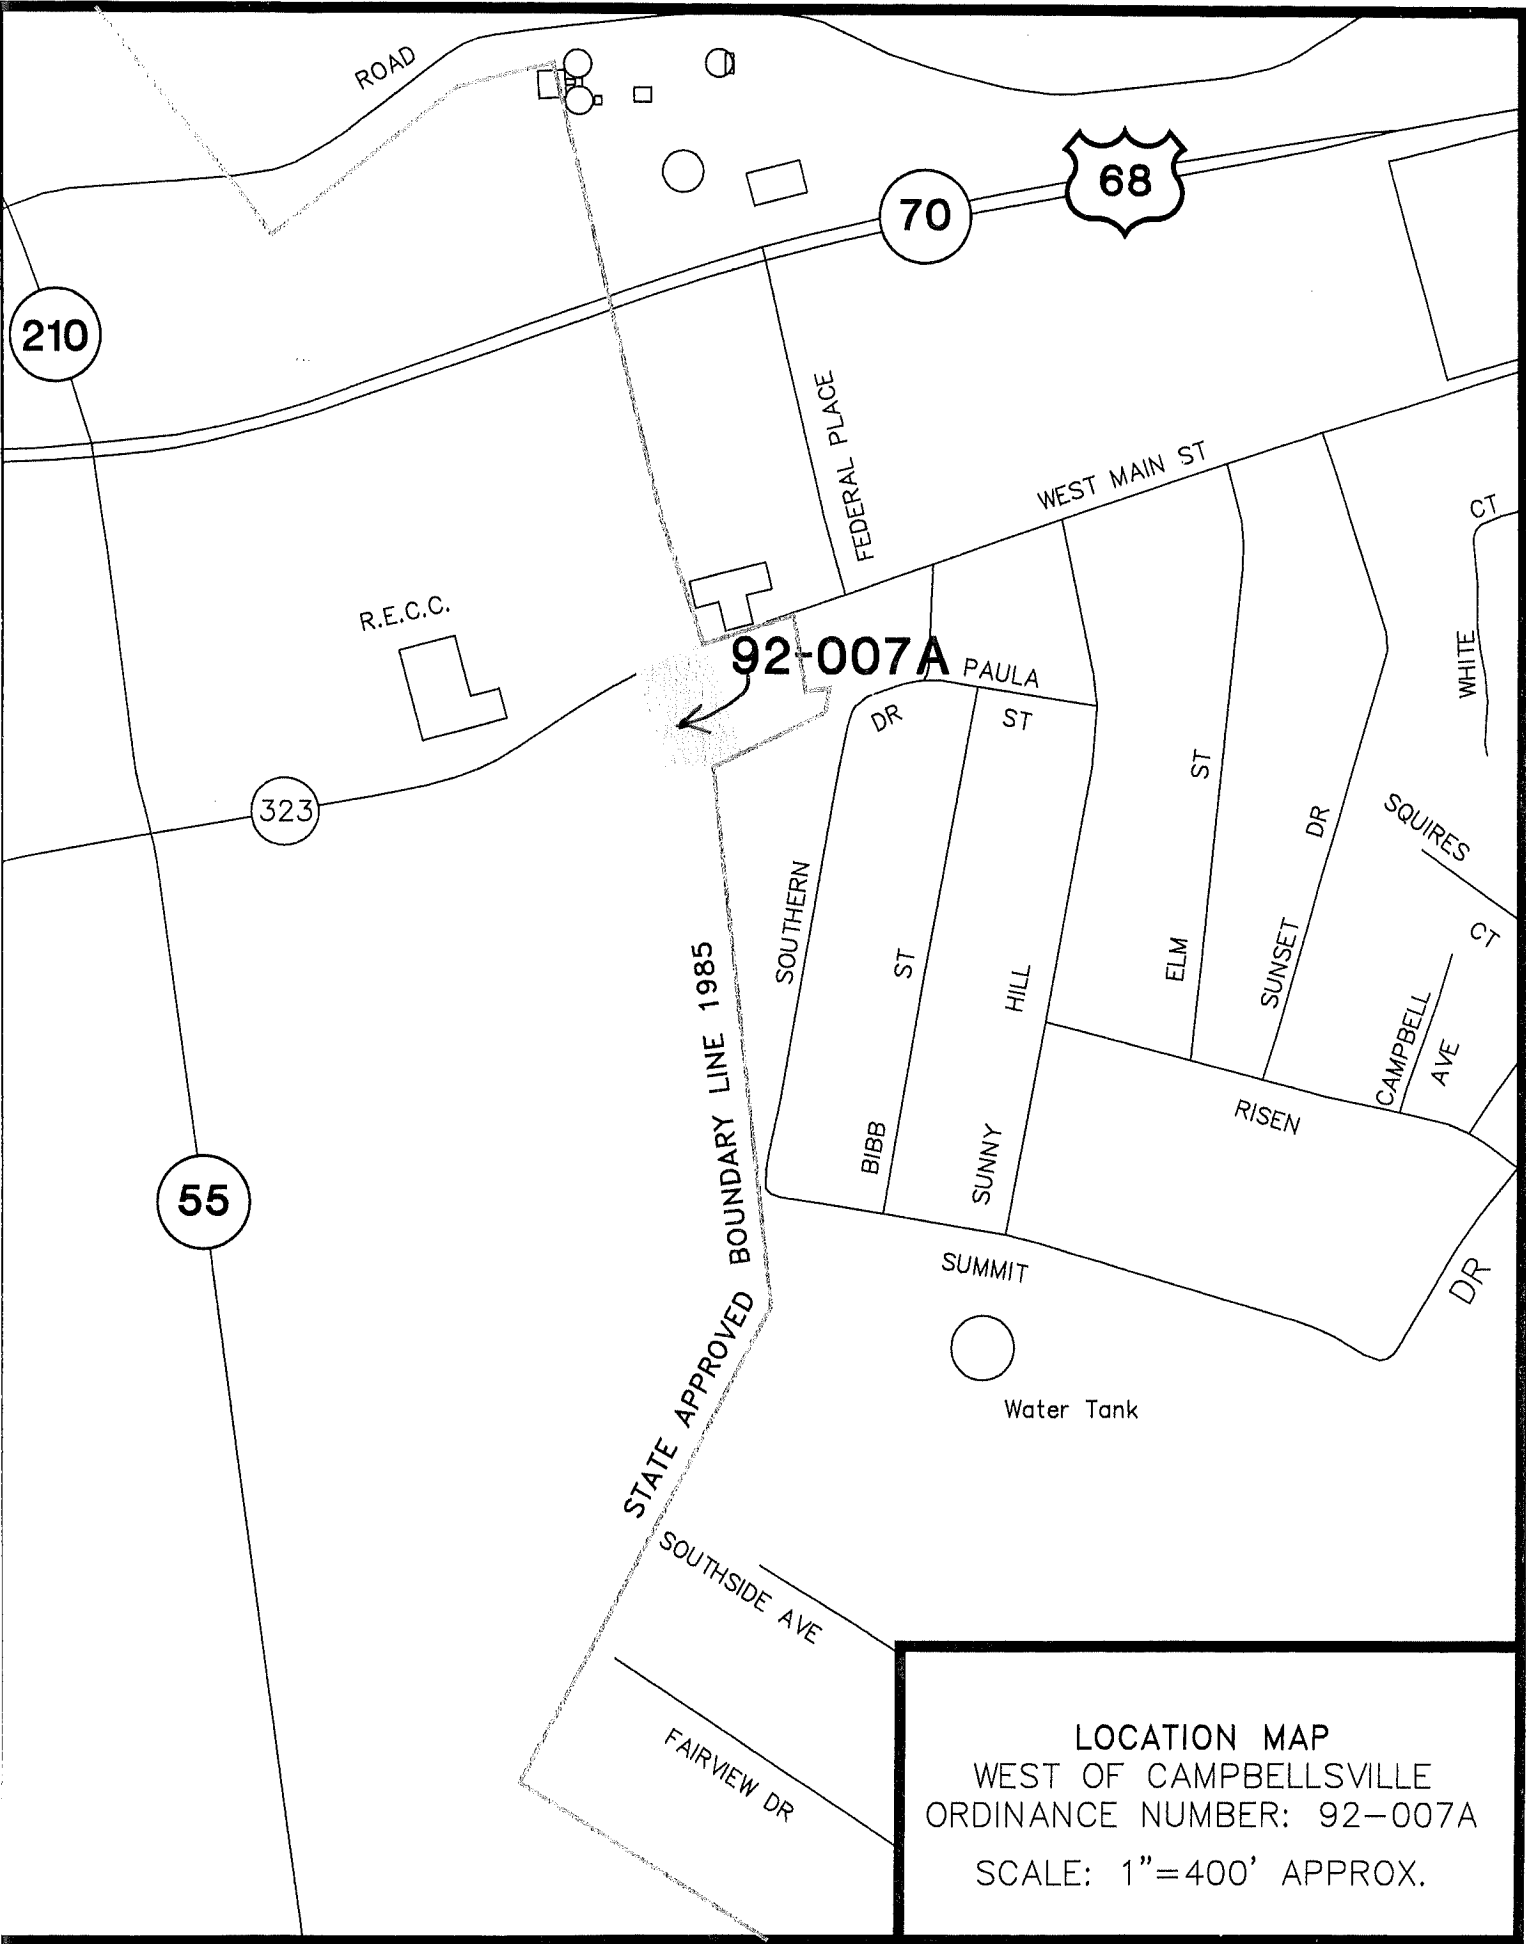 ROAD
68
70
210
FEDERAL PLACE
WEST MAIN ST
CT
WHITE
R.E.C.C.
92-007A
PAULA
DR
ST
323
ST
DR
SQUIRES
CT
SOUTHERN
ST
HILL
ELM
SUNSET
CAMPBELL
AVE
RISEN
BIBB
SUNNY
55
SUMMIT
DR
Water Tank
STATE APPROVED BOUNDARY LINE 1985
SOUTHSIDE AVE
FAIRVIEW DR
LOCATION MAP
WEST OF CAMPBELLSVILLE
ORDINANCE NUMBER: 92-007A
SCALE: 1"=400' APPROX.